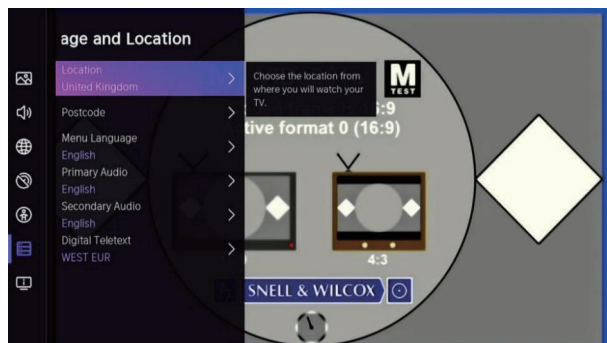 age and Location
Location
United Kingdom
Choose the location from
where you will watch your
TV.
Postcode
Menu Language
English
Primary Audio
English
Secondary Audio
English
Digital Teletext
WEST EUR
M
TEST
6:9
tive format 0 (16:9)
4:3
SNELL & WILCOX